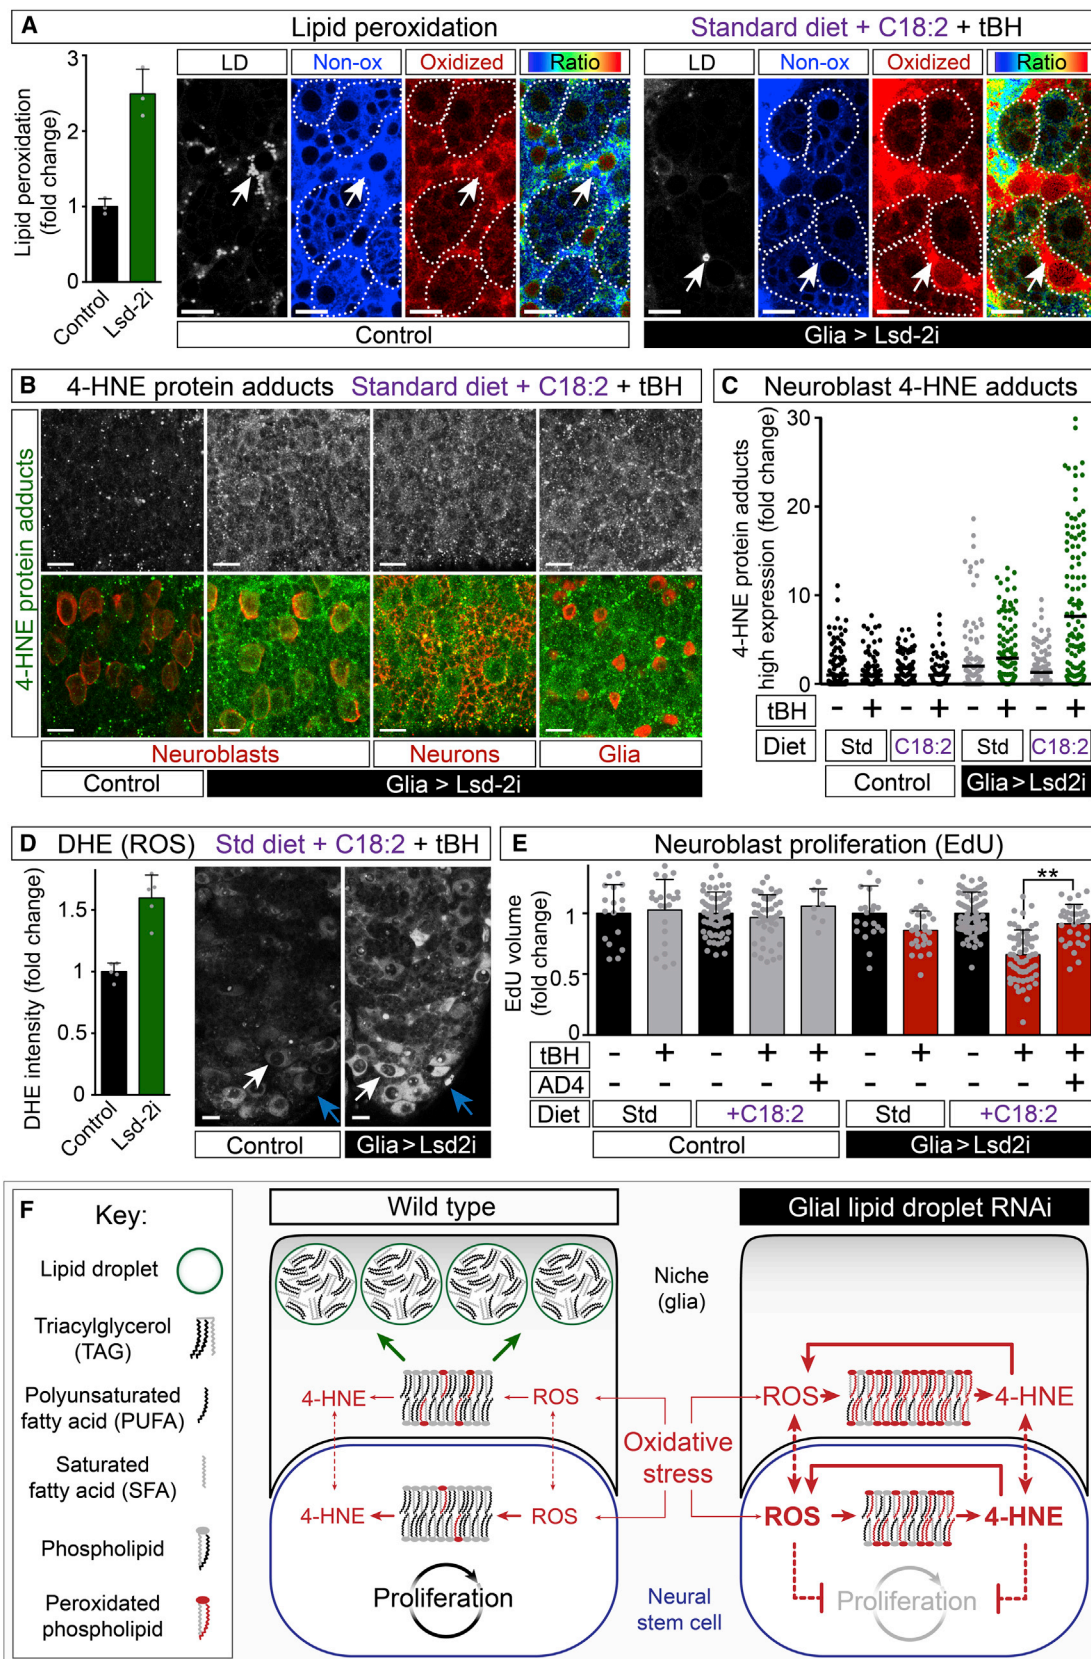 A Lipid peroxidation Standard diet + C18:2 + tBH
Lipid peroxidation
(fold change)
3
2
1
0
Control
Lsd-2i
LD Non-ox Oxidized Ratio LD Non-ox Oxidized Ratio
Control Glia > Lsd-2i
B 4-HNE protein adducts Standard diet + C18:2 + tBH
4-HNE protein adducts
Neuroblasts Neurons Glia
Control Glia > Lsd-2i
C Neuroblast 4-HNE adducts
4-HNE protein adducts
high expression (fold change)
30
20
10
0
tBH - + - + - + - +
Diet Std C18:2 Std C18:2
Control Glia>Lsd2i
D DHE (ROS) Std diet + C18:2 + tBH
DHE intensity (fold change)
1.5
1
0.5
0
Control
Lsd-2i
Control Glia>Lsd2i
E Neuroblast proliferation (EdU)
EdU volume
(fold change)
1
0.5
0
**
tBH - + - + + - + - + +
AD4 - - - - + - - - - +
Diet Std +C18:2 Std +C18:2
Control Glia>Lsd2i
F Key:
Lipid droplet
Triacylglycerol
(TAG)
Polyunsaturated
fatty acid (PUFA)
Saturated
fatty acid (SFA)
Phospholipid
Peroxidated
phospholipid
Wild type
Glial lipid droplet RNAi
Niche
(glia)
4-HNE ROS
ROS 4-HNE
Oxidative
stress
4-HNE ROS
ROS 4-HNE
Proliferation
Neural
stem cell
Proliferation